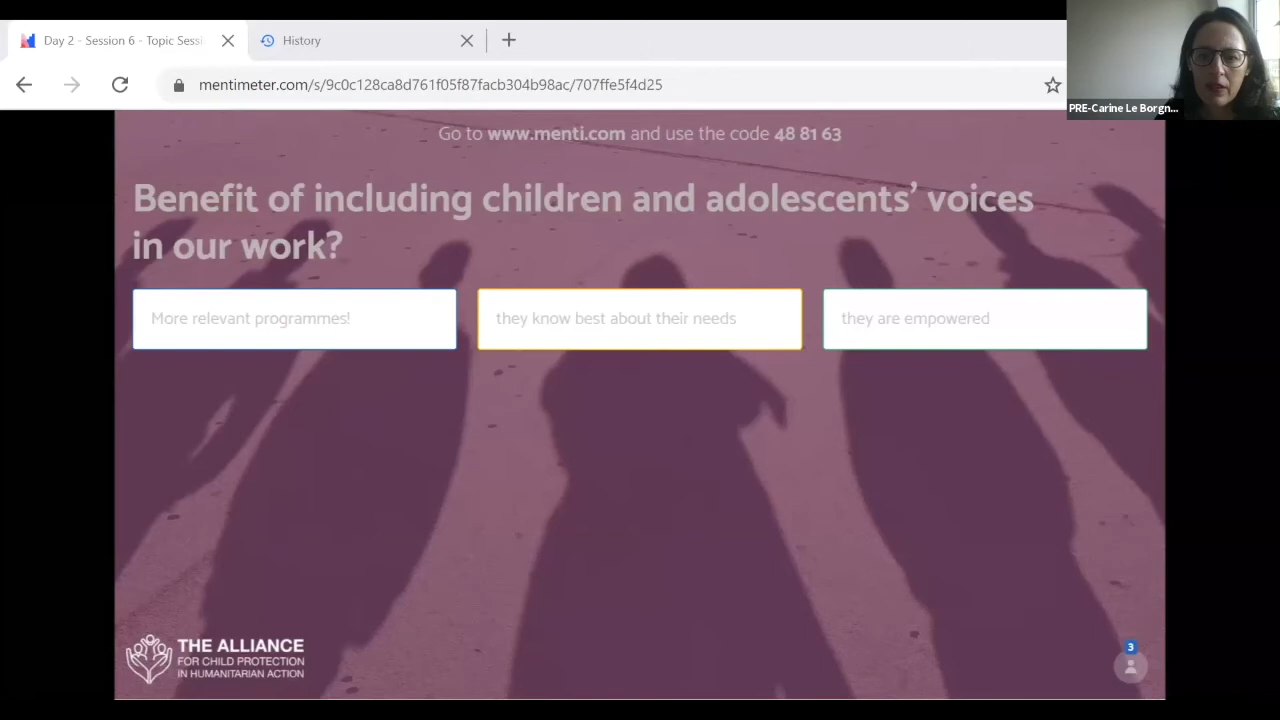 Day 2 - Session 6 - Topic Sessi
History
mentimeter.com/s/9c0c128ca8d761f05f87facb304b98ac/707ffe5f4d25
PRE-Carine Le Borgn...
Go to www.menti.com and use the code 48 81 63
Benefit of including children and adolescents’ voices
in our work?
More relevant programmes!
they know best about their needs
they are empowered
THE ALLIANCE
FOR CHILD PROTECTION
IN HUMANITARIAN ACTION
3